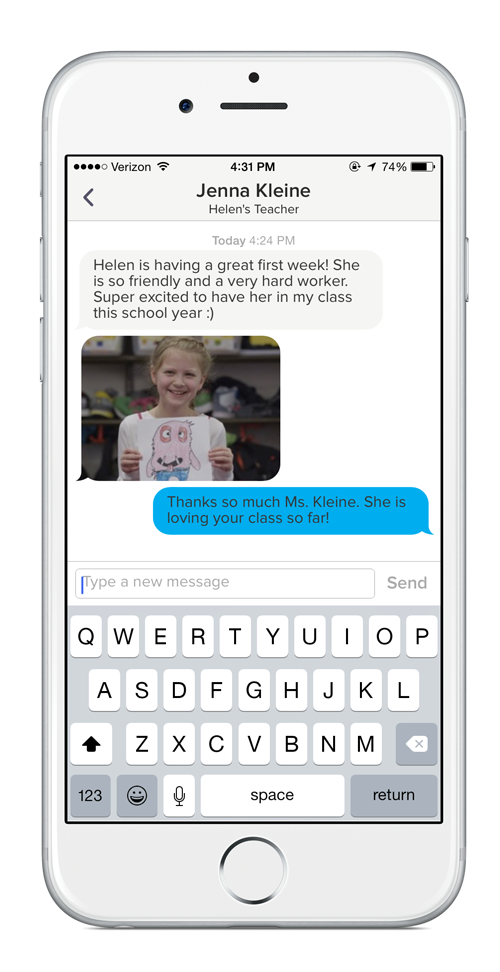 Verizon 4:31 PM 74%
Jenna Kleine
Helen's Teacher
Today 4:24 PM
Helen is having a great first week! She
is so friendly and a very hard worker.
Super excited to have her in my class
this school year :)
Thanks so much Ms. Kleine. She is
loving your class so far!
Type a new message Send
Q W E R T Y U I O P
A S D F G H J K L
Z X C V B N M
123 space return